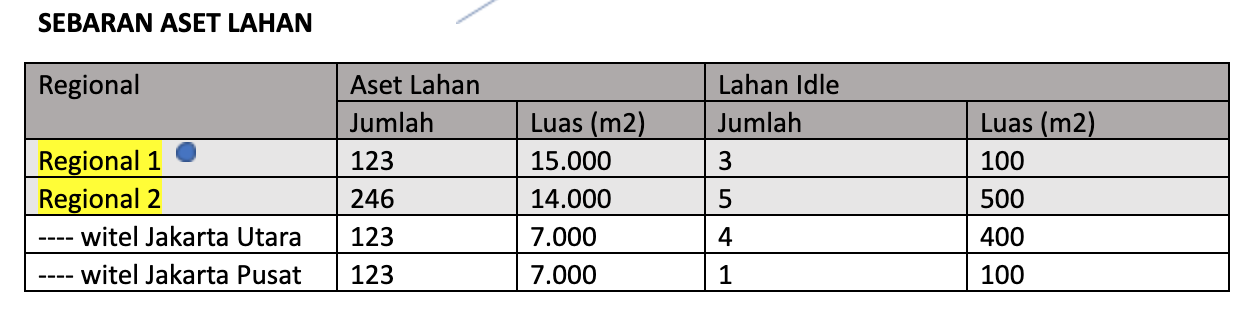 SEBARAN ASET LAHAN
Regional Aset Lahan Lahan Idle
Jumlah Luas (m2) Jumlah Luas (m2)
Regional 1 123 15.000 3 100
Regional 2 246 14.000 5 500
---- witel Jakarta Utara 123 7.000 4 400
---- witel Jakarta Pusat 123 7.000 1 100